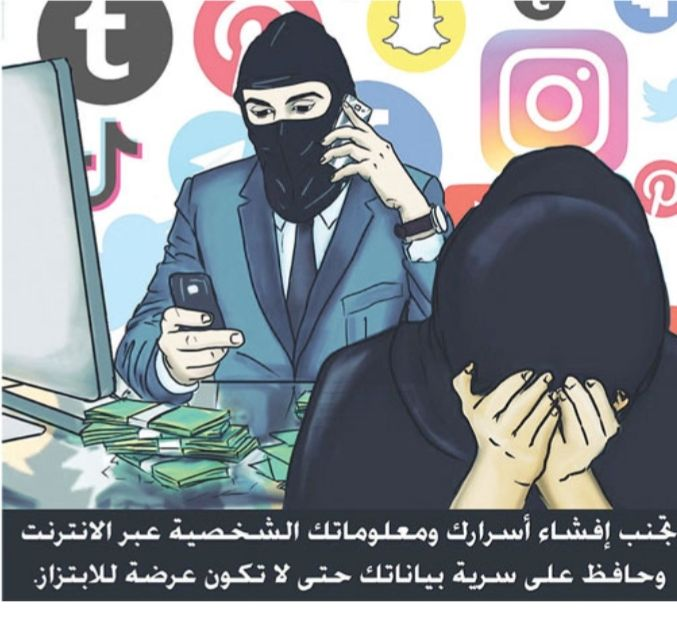 تجنب إفشاء أسرارك ومعلوماتك الشخصية عبر الانترنت
وحافظ على سرية بياناتك حتى لا تكون عرضة للابتزاز.